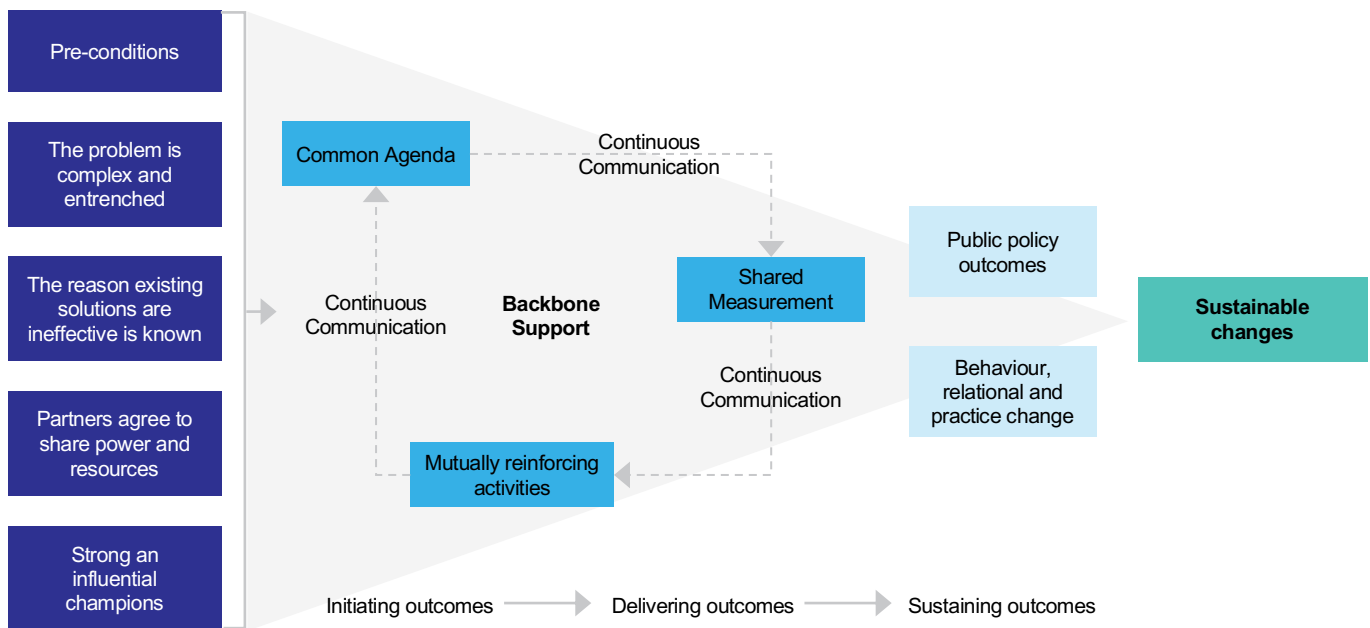 Pre-conditions
The problem is
complex and
entrenched
The reason existing
solutions are
ineffective is known
Partners agree to
share power and
resources
Strong an
influential
champions
Common Agenda
Continuous
Communication
Shared
Measurement
Continuous
Communication
Mutually reinforcing
activities
Continuous
Communication
Backbone
Support
Public policy
outcomes
Behaviour,
relational and
practice change
Sustainable
changes
Initiating outcomes
Delivering outcomes
Sustaining outcomes